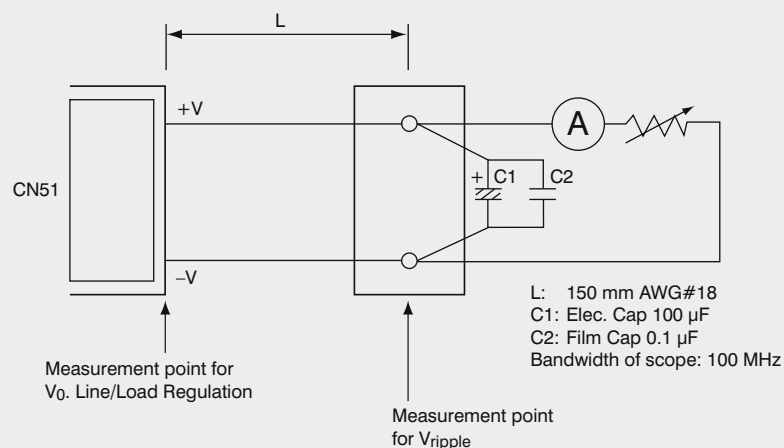 L
+V
A
CN51
+ C1 C2
−V
L: 150 mm AWG#18
C1: Elec. Cap 100 µF
C2: Film Cap 0.1 µF
Bandwidth of scope: 100 MHz
Measurement point for
V0. Line/Load Regulation
Measurement point
for Vripple